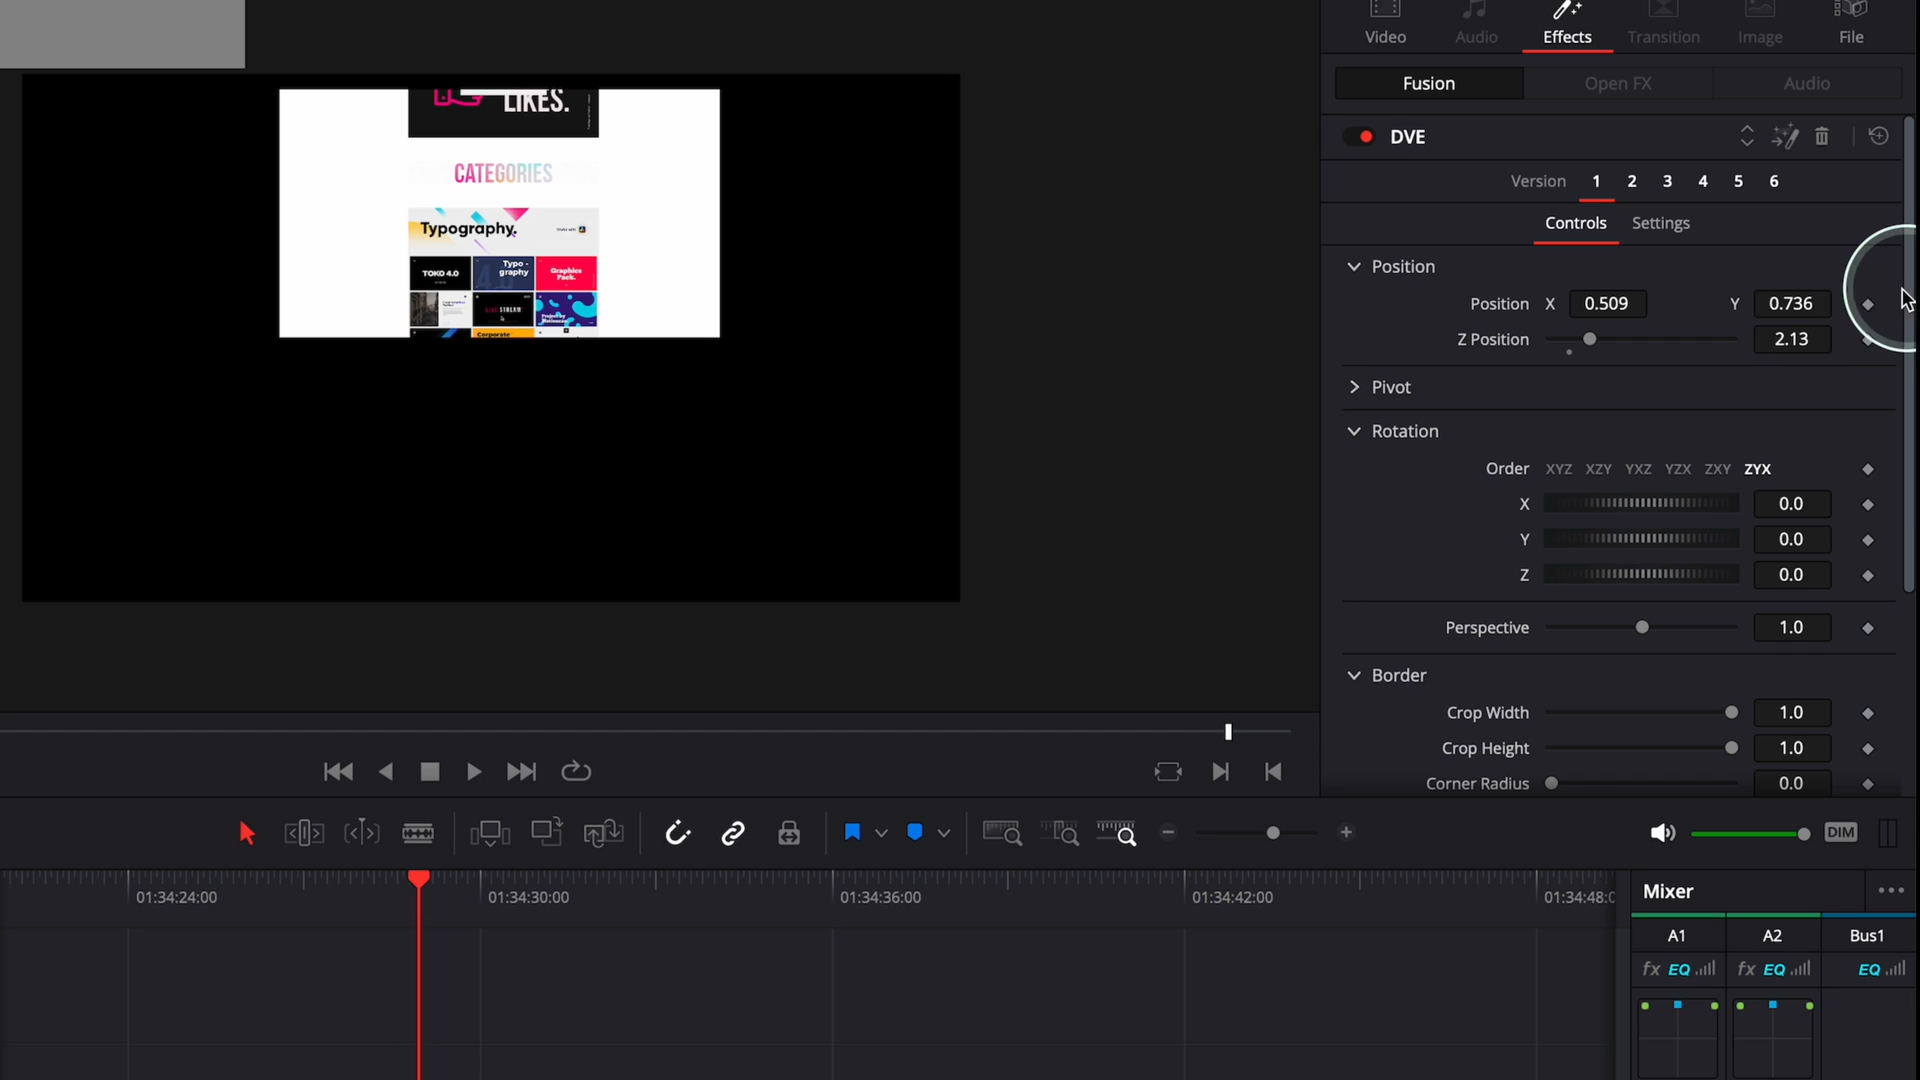 Video Audio Effects Transition Image File
Fusion Open FX Audio
DVE
Version 1 2 3 4 5 6
Controls Settings
Position
Position X 0.509 Y 0.736
Z Position 2.13
Pivot
Rotation
Order XYZ XZY YXZ YZX ZXY ZYX
X 0.0
Y 0.0
Z 0.0
Perspective 1.0
Border
Crop Width 1.0
Crop Height 1.0
Corner Radius 0.0
LIKES.
CATEGORIES
Typography.
TOKO 4.0
Typo -
graphy
Graphics
Pack.
LIVE STREAM
Corporate
DIM
01:34:24:00 01:34:30:00 01:34:36:00 01:34:42:00 01:34:48:0
Mixer
A1 A2 Bus1
fx EQ fx EQ EQ